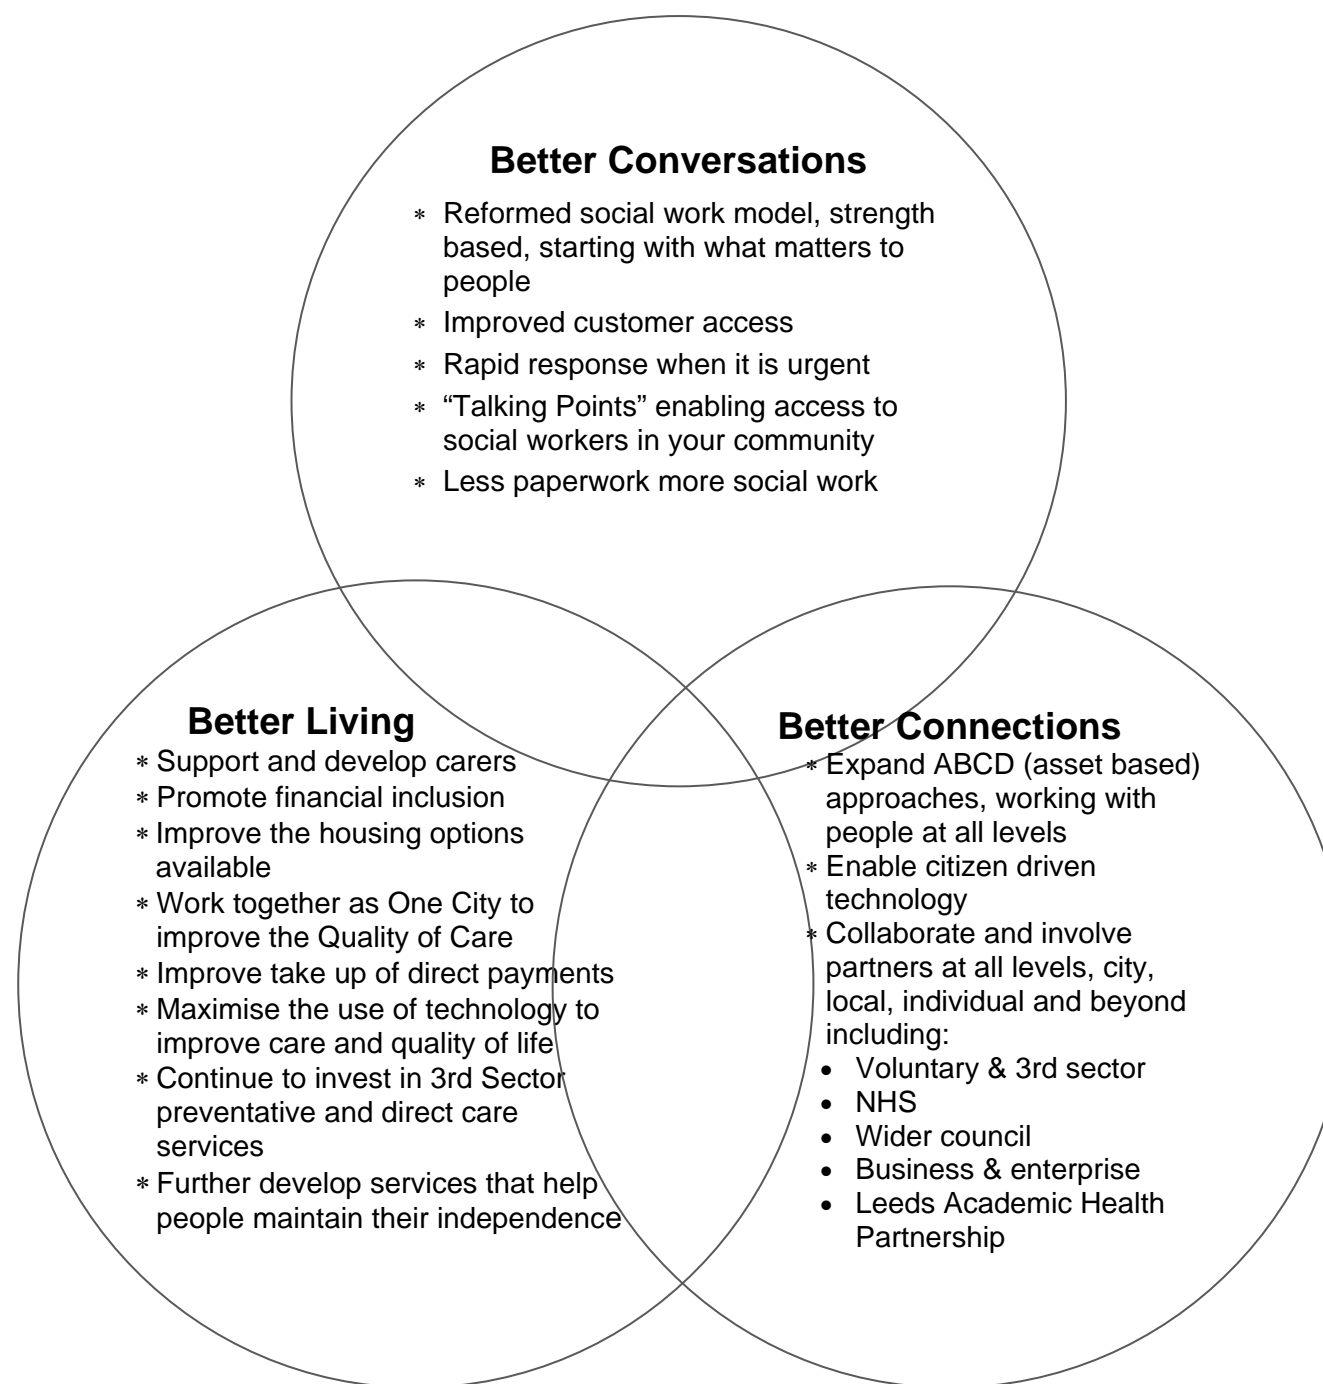 Better Conversations
* Reformed social work model, strength
based, starting with what matters to
people
* Improved customer access
* Rapid response when it is urgent
* “Talking Points” enabling access to
social workers in your community
* Less paperwork more social work
Better Living
* Support and develop carers
* Promote financial inclusion
* Improve the housing options
available
* Work together as One City to
improve the Quality of Care
* Improve take up of direct payments
* Maximise the use of technology to
improve care and quality of life
* Continue to invest in 3rd Sector
preventative and direct care
services
* Further develop services that help
people maintain their independence
Better Connections
* Expand ABCD (asset based)
approaches, working with
people at all levels
* Enable citizen driven
technology
* Collaborate and involve
partners at all levels, city,
local, individual and beyond
including:
• Voluntary & 3rd sector
• NHS
• Wider council
• Business & enterprise
• Leeds Academic Health
Partnership